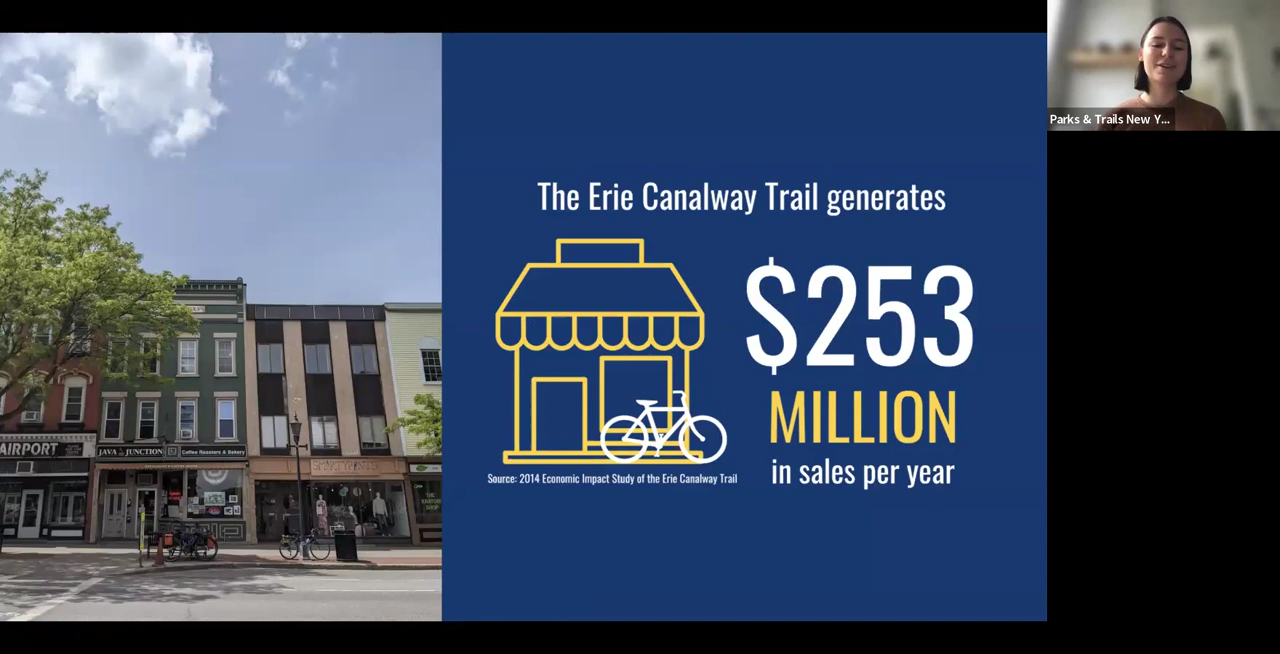 Parks & Trails New Y...
The Erie Canalway Trail generates
$253
MILLION
in sales per year
Source: 2014 Economic Impact Study of the Erie Canalway Trail
AIRPORT
JAVA JUNCTION
Coffee Roasters & Bakery